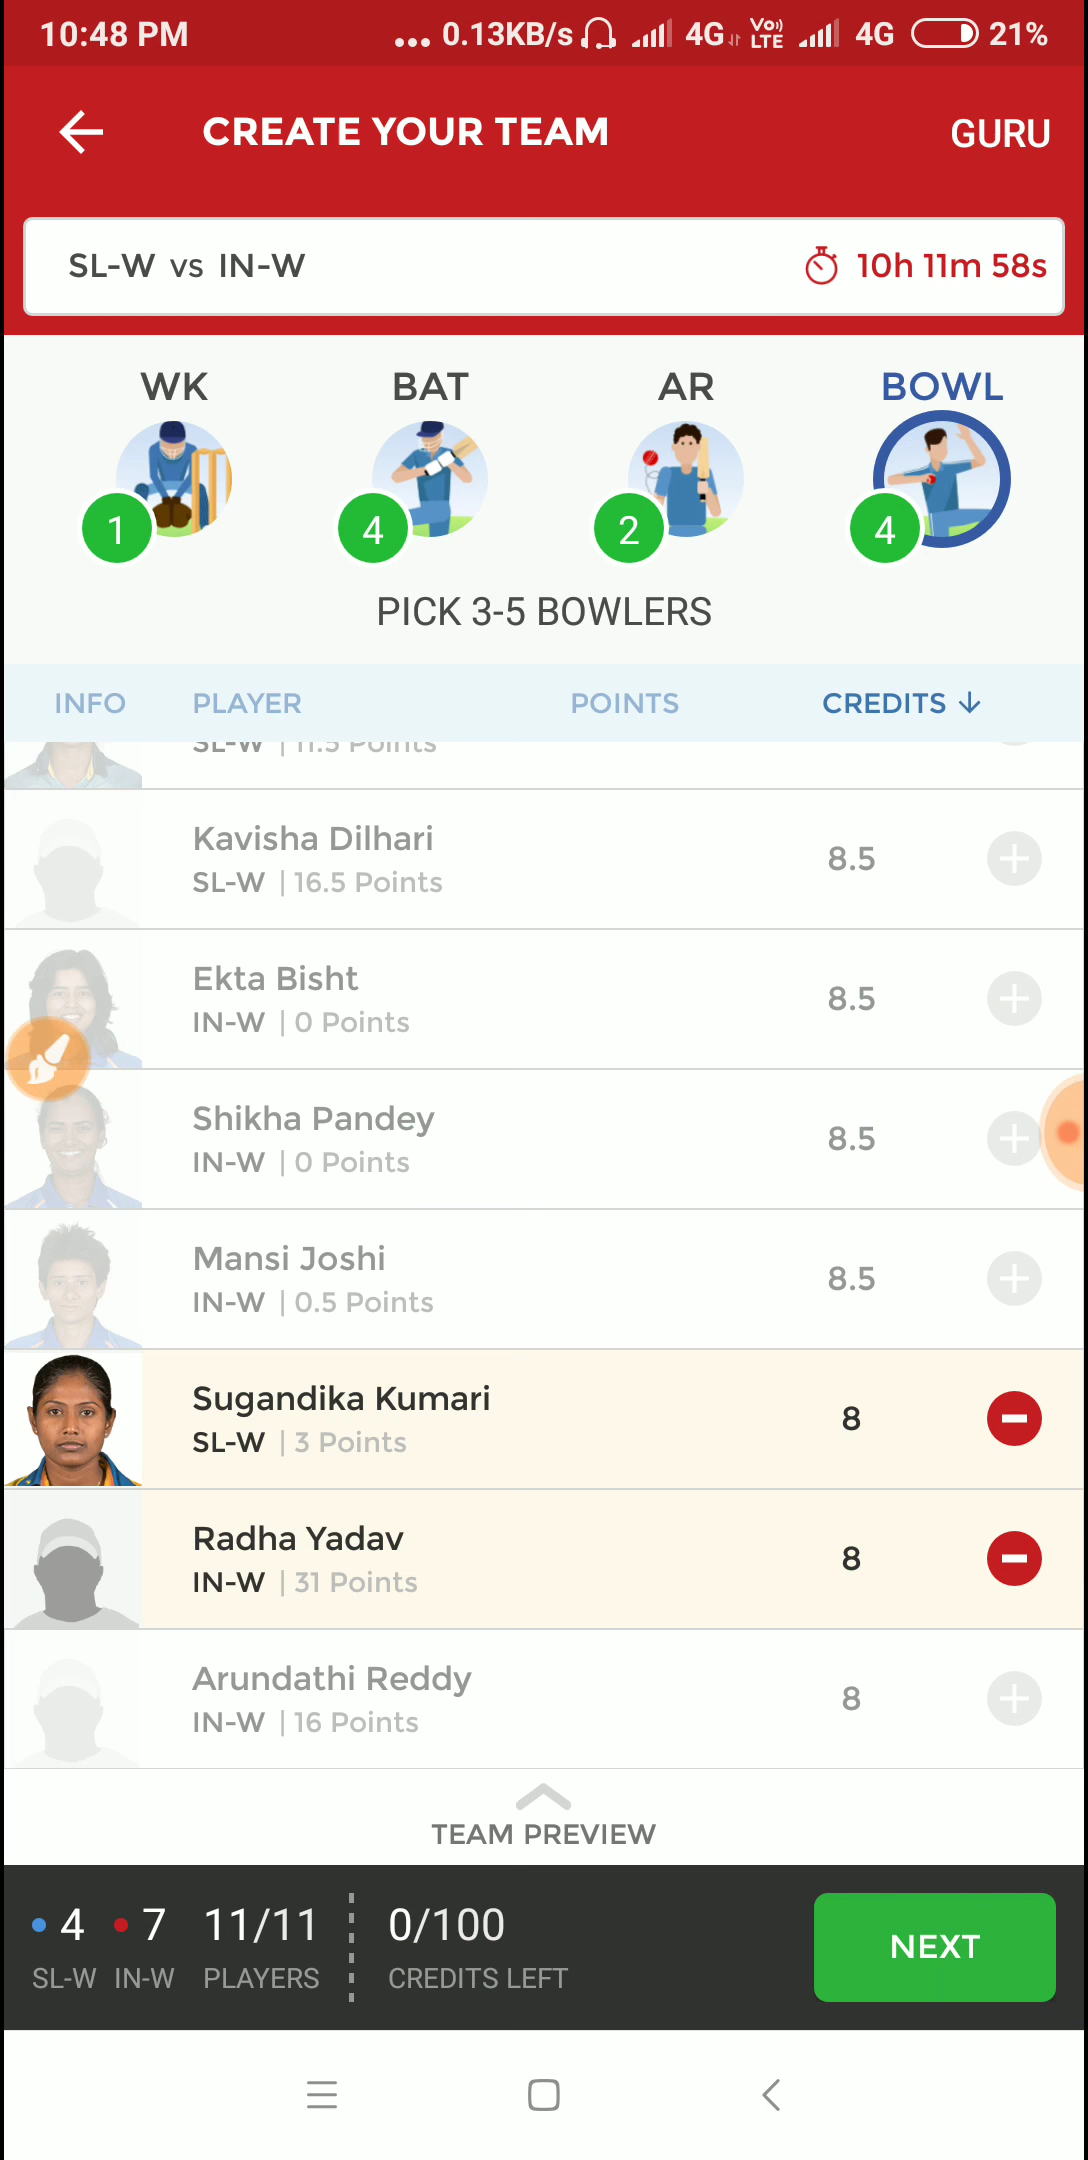 10:48 PM ... 0.13KB/s 4G VoLTE 4G 21%
CREATE YOUR TEAM GURU
SL-W vs IN-W 10h 11m 58s
WK BAT AR BOWL
1 4 2 4
PICK 3-5 BOWLERS
INFO PLAYER POINTS CREDITS ↓
SL-W | 11.5 Points
Kavisha Dilhari
SL-W | 16.5 Points 8.5
Ekta Bisht
IN-W | 0 Points 8.5
Shikha Pandey
IN-W | 0 Points 8.5
Mansi Joshi
IN-W | 0.5 Points 8.5
Sugandika Kumari
SL-W | 3 Points 8
Radha Yadav
IN-W | 31 Points 8
Arundathi Reddy
IN-W | 16 Points 8
TEAM PREVIEW
4 7 11/11 0/100
SL-W IN-W PLAYERS CREDITS LEFT
NEXT